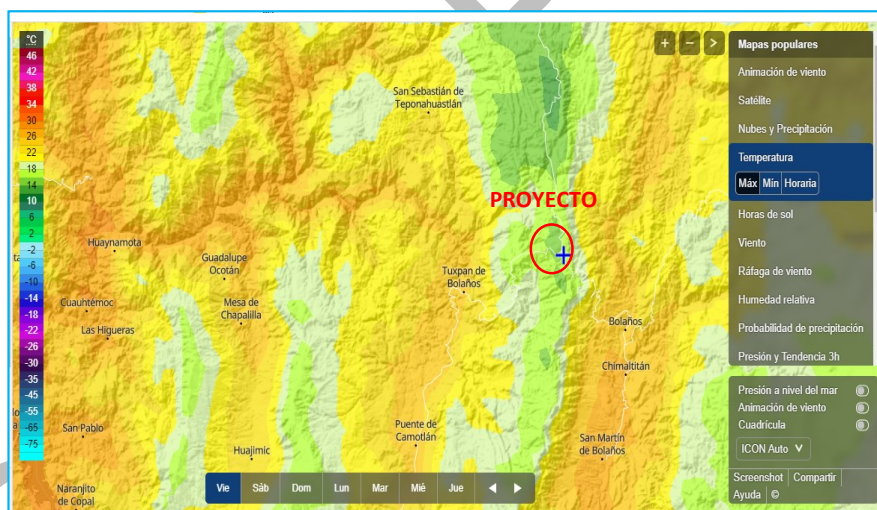 °C
46
42
38
34
30
26
22
18
14
10
6
2
-2
-6
-10
-14
-18
-22
-26
-30
-35
-45
-55
-65
-75
San Sebastián de
Teponahuastlán
PROYECTO
Huaynamota
Guadalupe
Ocotán
Tuxpan de
Bolaños
Cuauhtémoc
Mesa de
Chapalilla
Las Higueras
Bolaños
Chimaltitán
San Pablo
Puente de
Camotlán
San Martín
de Bolaños
Huajimic
Naranjito
de Copal
Vie Sáb Dom Lun Mar Mié Jue
+ − >
Mapas populares
Animación de viento
Satélite
Nubes y Precipitación
Temperatura
Máx Mín Horaria
Horas de sol
Viento
Ráfaga de viento
Humedad relativa
Probabilidad de precipitación
Presión y Tendencia 3h
Presión a nivel del mar
Animación de viento
Cuadrícula
ICON Auto
Screenshot Compartir
Ayuda ©